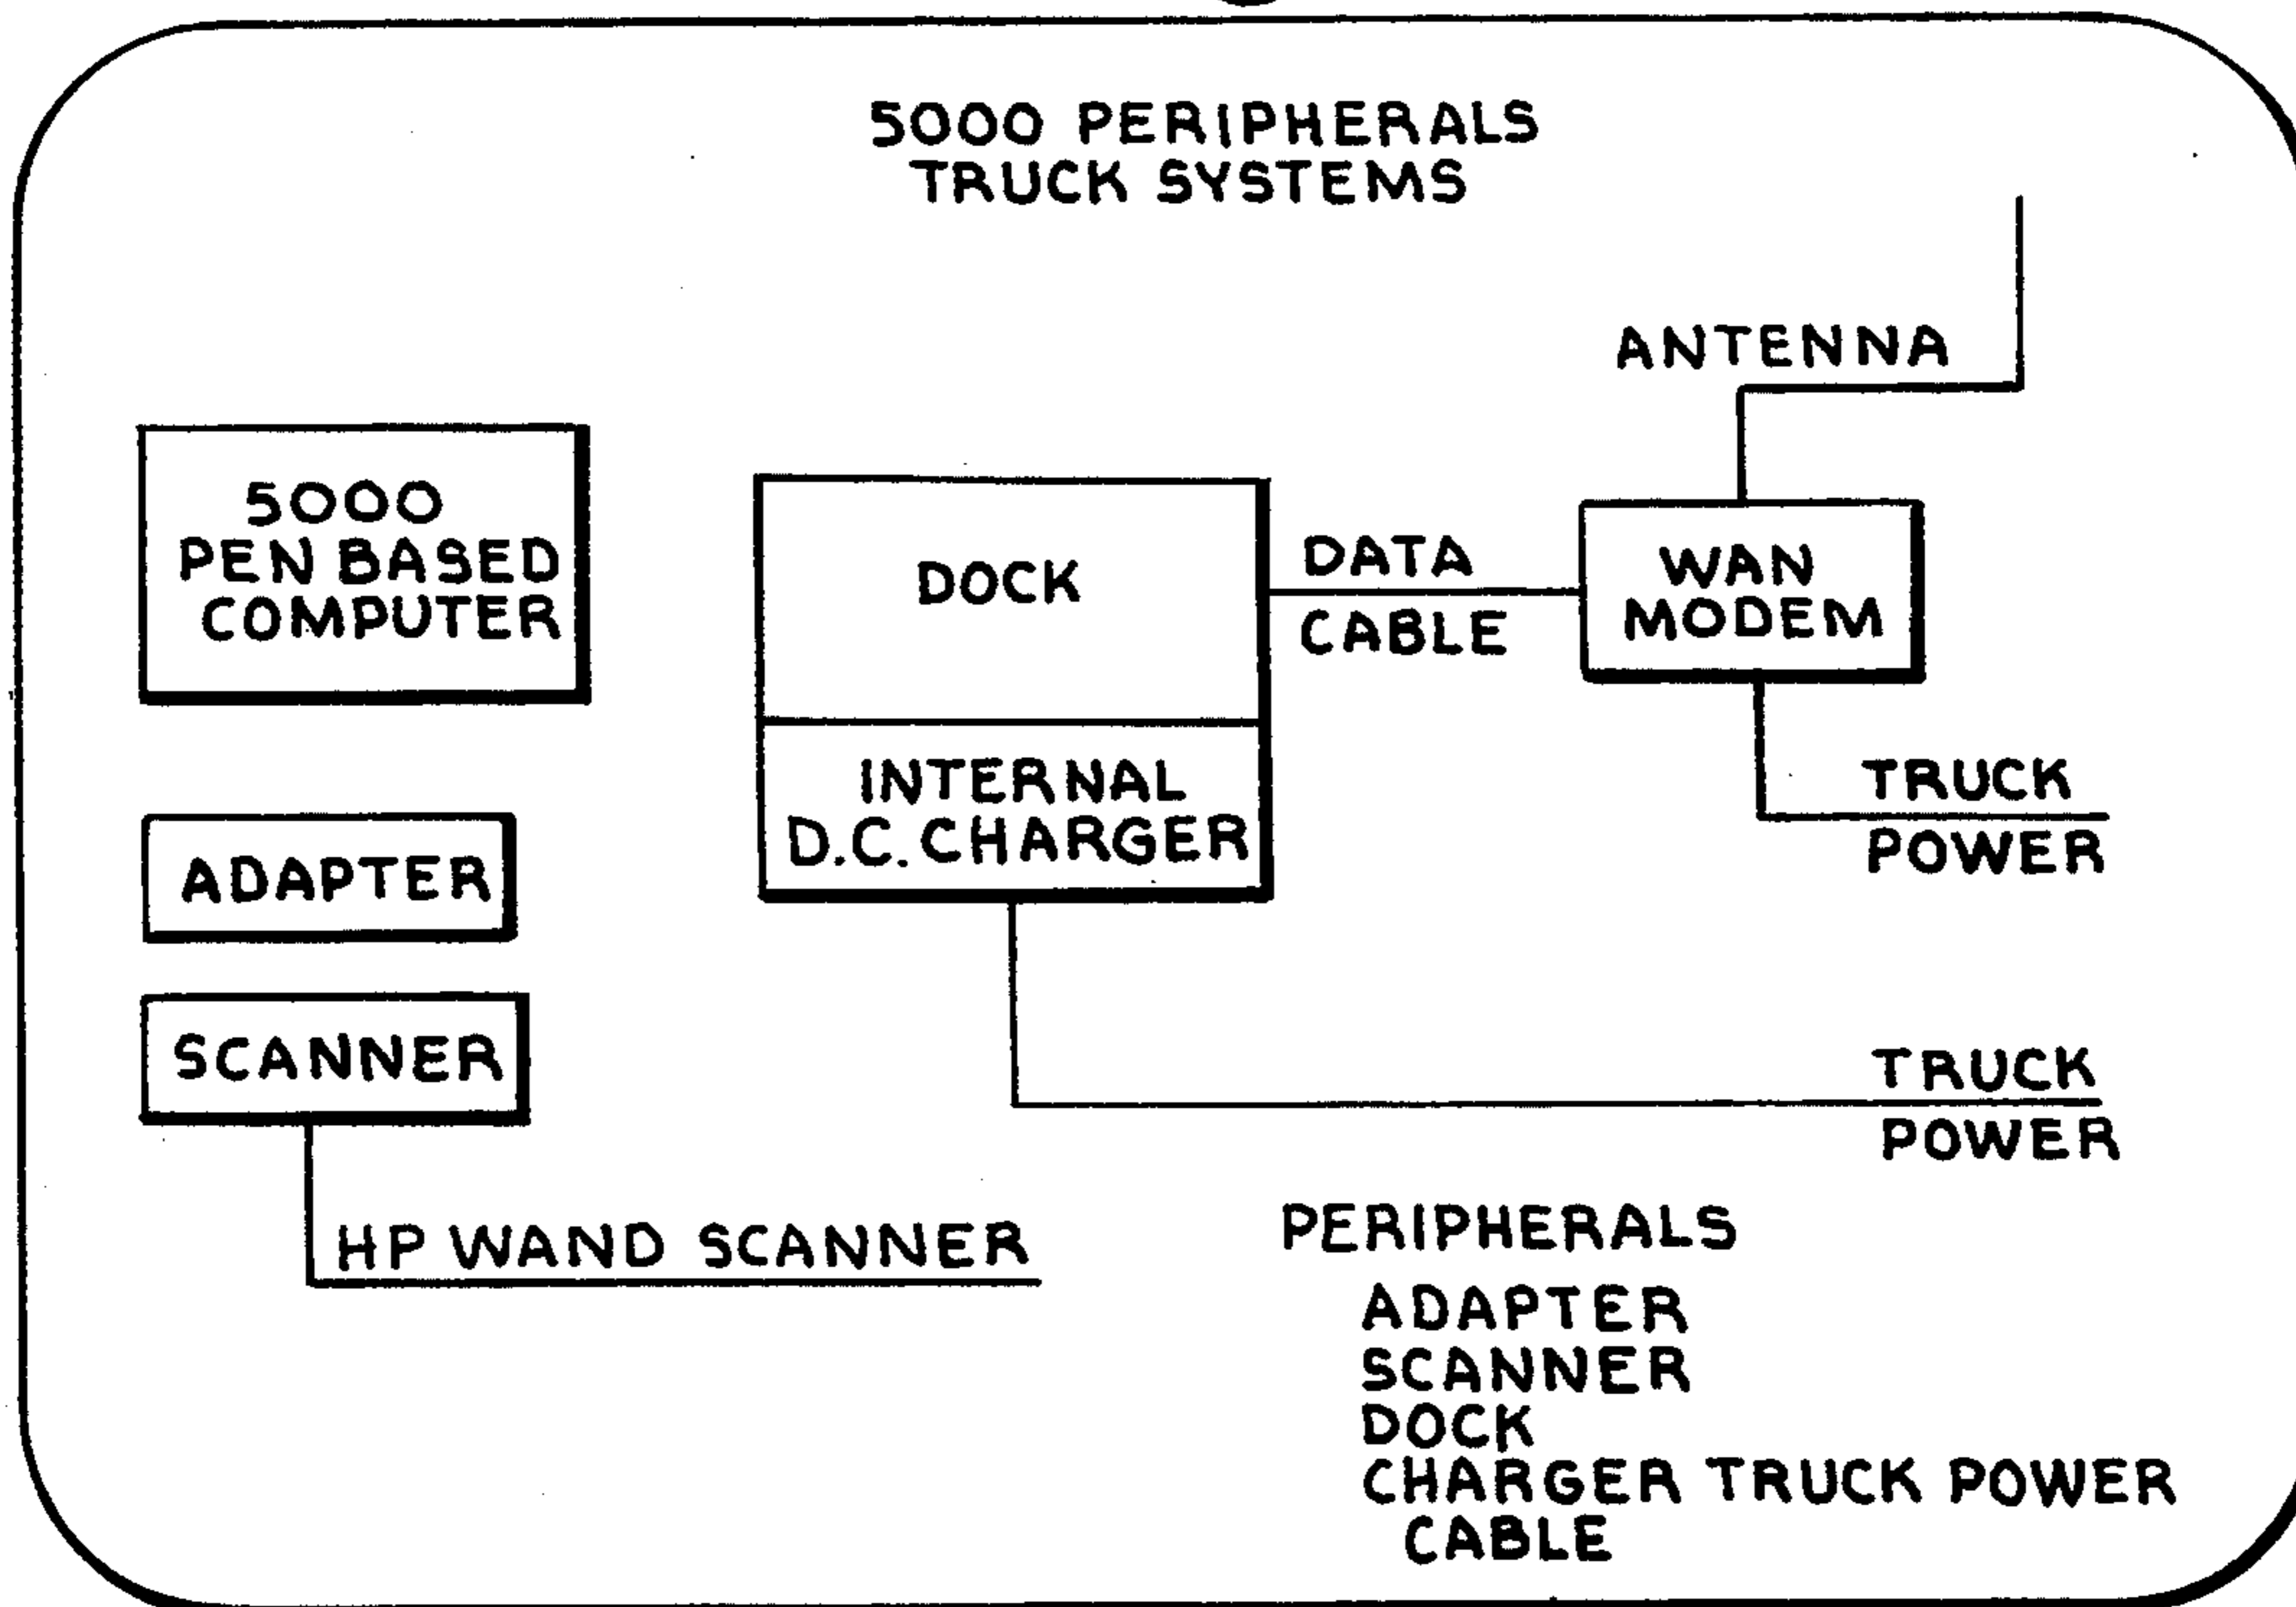 5000 PERIPHERALS
TRUCK SYSTEMS
ANTENNA
5000
PEN BASED
COMPUTER
DOCK
DATA
CABLE
WAN
MODEM
INTERNAL
D.C. CHARGER
TRUCK
POWER
ADAPTER
SCANNER
TRUCK
POWER
HP WAND SCANNER
PERIPHERALS
ADAPTER
SCANNER
DOCK
CHARGER TRUCK POWER
CABLE